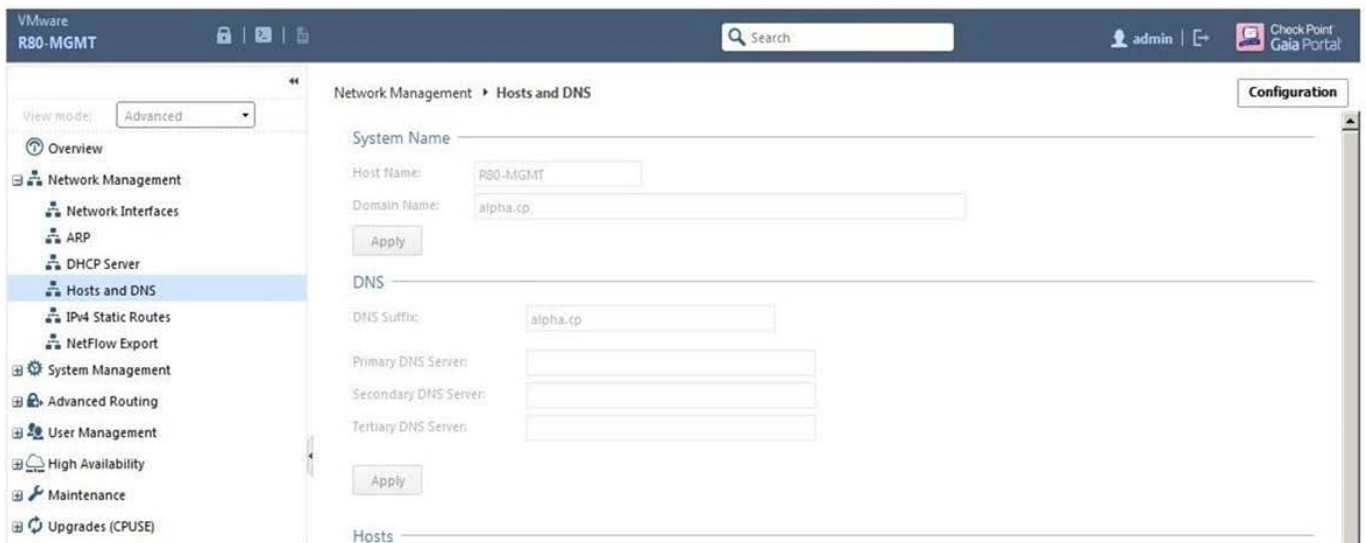 VMware
R80-MGMT
Search
admin
Check Point
Gaia Portal
View mode:
Advanced
Overview
Network Management
Network Interfaces
ARP
DHCP Server
Hosts and DNS
IPv4 Static Routes
NetFlow Export
System Management
Advanced Routing
User Management
High Availability
Maintenance
Upgrades (CPUSE)
Network Management Hosts and DNS
Configuration
System Name
Host Name: R80-MGMT
Domain Name: alpha.cp
Apply
DNS
DNS Suffix: alpha.cp
Primary DNS Server:
Secondary DNS Server:
Tertiary DNS Server:
Apply
Hosts